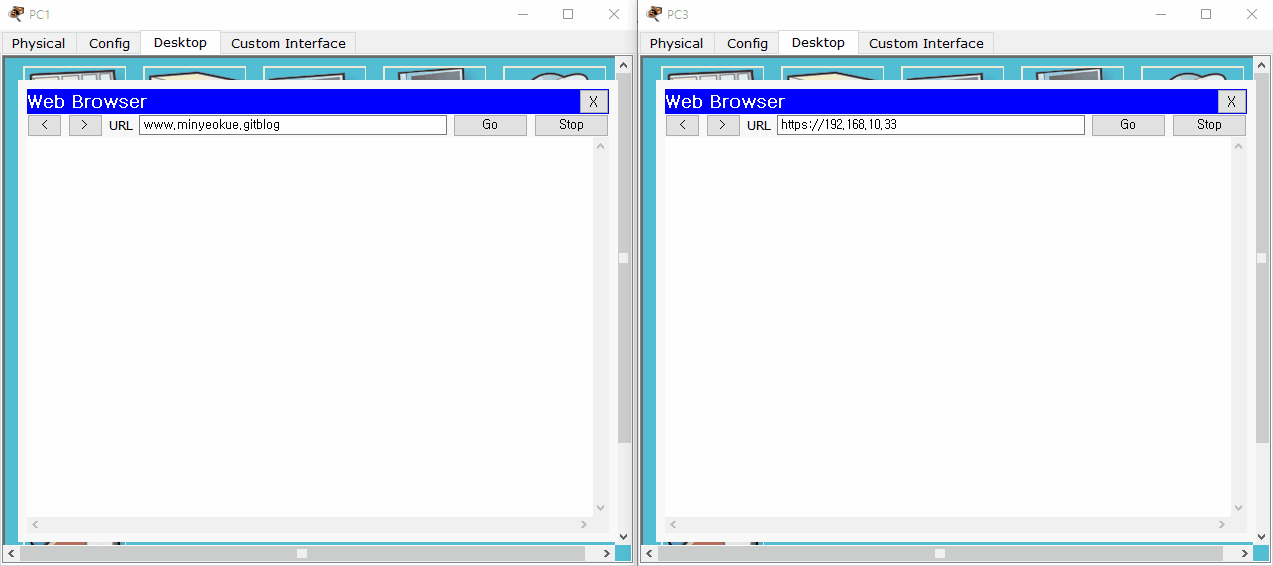 PC1
Physical Config Desktop Custom Interface
Web Browser X
< > URL www.minyeokue.gitblog Go Stop
PC3
Physical Config Desktop Custom Interface
Web Browser X
< > URL https://192.168.10.33 Go Stop